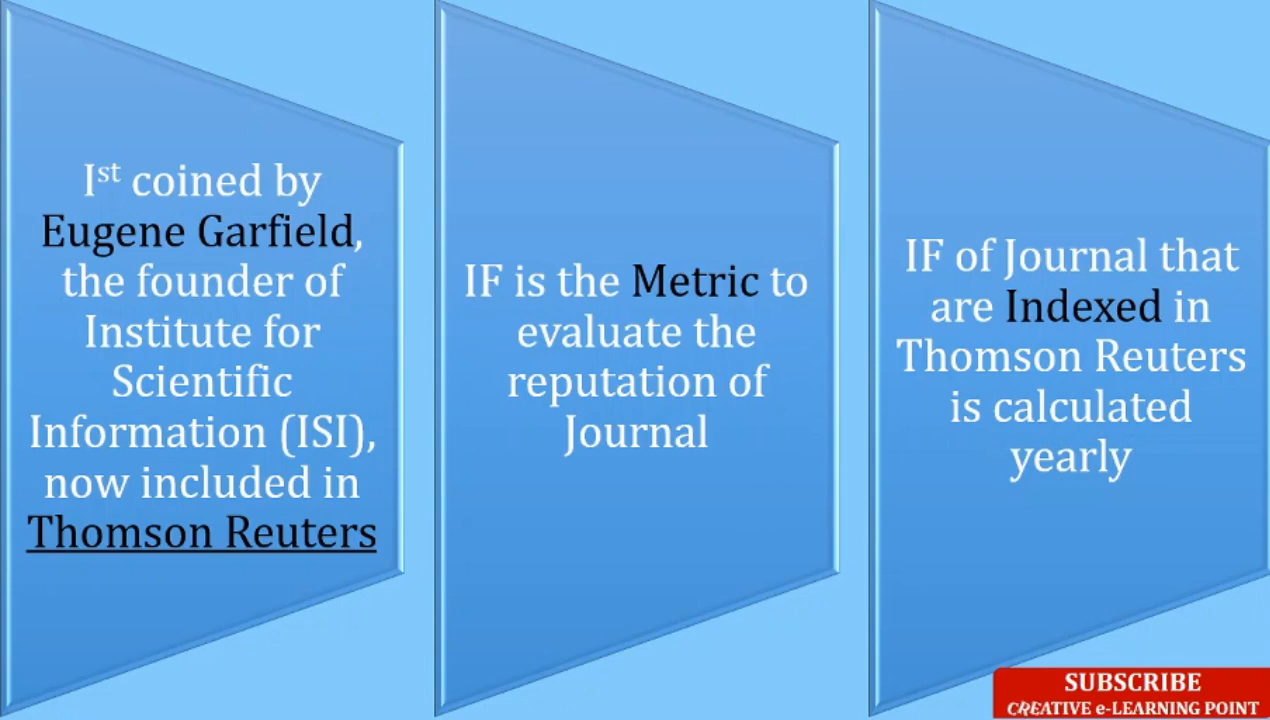 Ist coined by
Eugene Garfield,
the founder of
Institute for
Scientific
Information (ISI),
now included in
Thomson Reuters
IF is the Metric to
evaluate the
reputation of
Journal
IF of Journal that
are Indexed in
Thomson Reuters
is calculated
yearly
SUBSCRIBE
CREATIVE e-LEARNING POINT